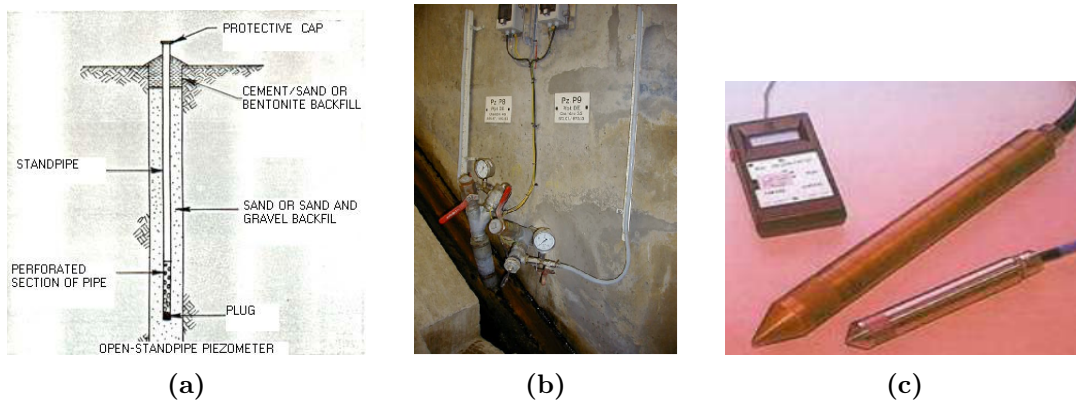 PROTECTIVE CAP
CEMENT/SAND OR
BENTONITE BACKFILL
STANDPIPE
SAND OR SAND AND
GRAVEL BACKFIL
PERFORATED
SECTION OF PIPE
PLUG
OPEN-STANDPIPE PIEZOMETER
(a)
Pz P8
Pz P9
(b)
(c)